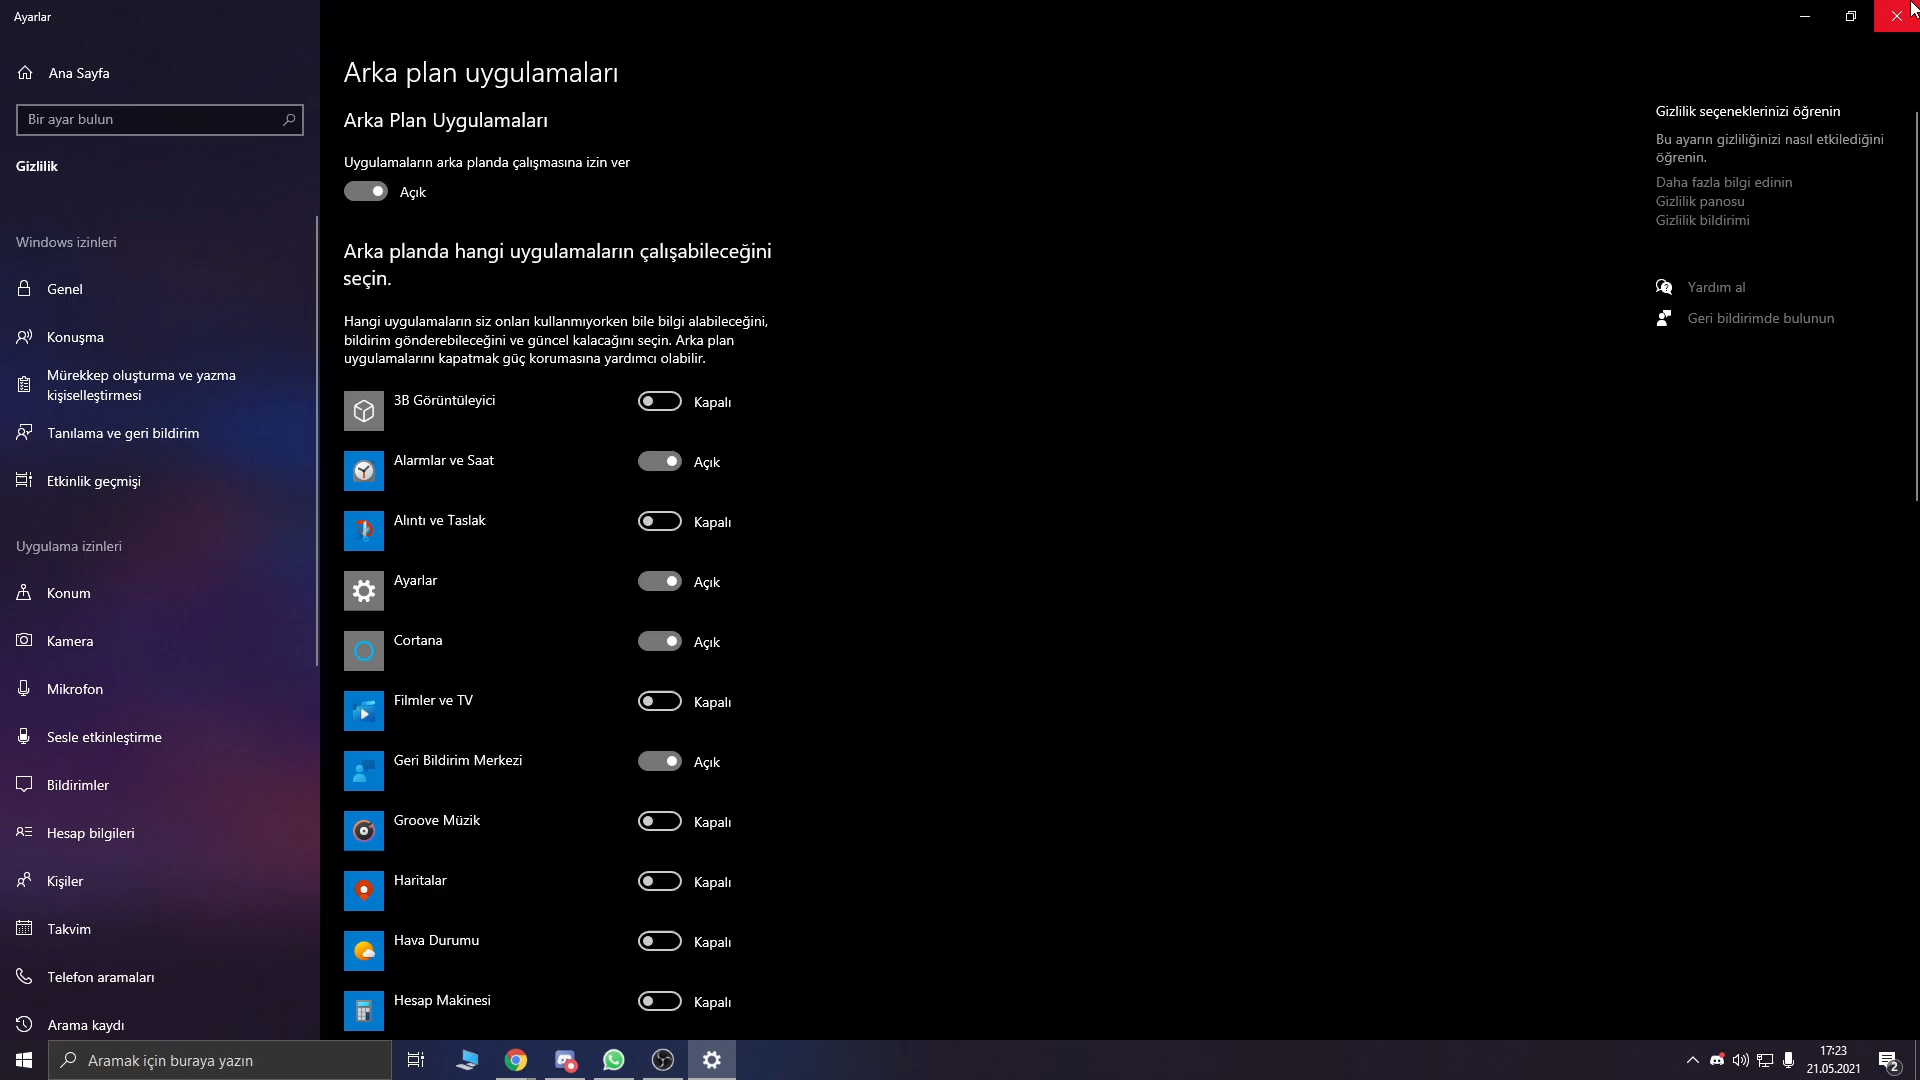 Ayarlar
Ana Sayfa
Bir ayar bulun
Gizlilik
Windows izinleri
Genel
Konuşma
Mürekkep oluşturma ve yazma
kişiselleştirmesi
Tanılama ve geri bildirim
Etkinlik geçmişi
Uygulama izinleri
Konum
Kamera
Mikrofon
Sesle etkinleştirme
Bildirimler
Hesap bilgileri
Kişiler
Takvim
Telefon aramaları
Arama kaydı
Arka plan uygulamaları
Arka Plan Uygulamaları
Uygulamaların arka planda çalışmasına izin ver
Açık
Arka planda hangi uygulamaların çalışabileceğini
seçin.
Hangi uygulamaların siz onları kullanmıyorken bile bilgi alabileceğini,
bildirim gönderebileceğini ve güncel kalacağını seçin. Arka plan
uygulamalarını kapatmak güç korumasına yardımcı olabilir.
3B Görüntüleyici Kapalı
Alarmlar ve Saat Açık
Alıntı ve Taslak Kapalı
Ayarlar Açık
Cortana Açık
Filmler ve TV Kapalı
Geri Bildirim Merkezi Açık
Groove Müzik Kapalı
Haritalar Kapalı
Hava Durumu Kapalı
Hesap Makinesi Kapalı
Gizlilik seçeneklerinizi öğrenin
Bu ayarın gizliliğinizi nasıl etkilediğini
öğrenin.
Daha fazla bilgi edinin
Gizlilik panosu
Gizlilik bildirimi
Yardım al
Geri bildirimde bulunun
Aramak için buraya yazın
17:23
21.05.2021
2